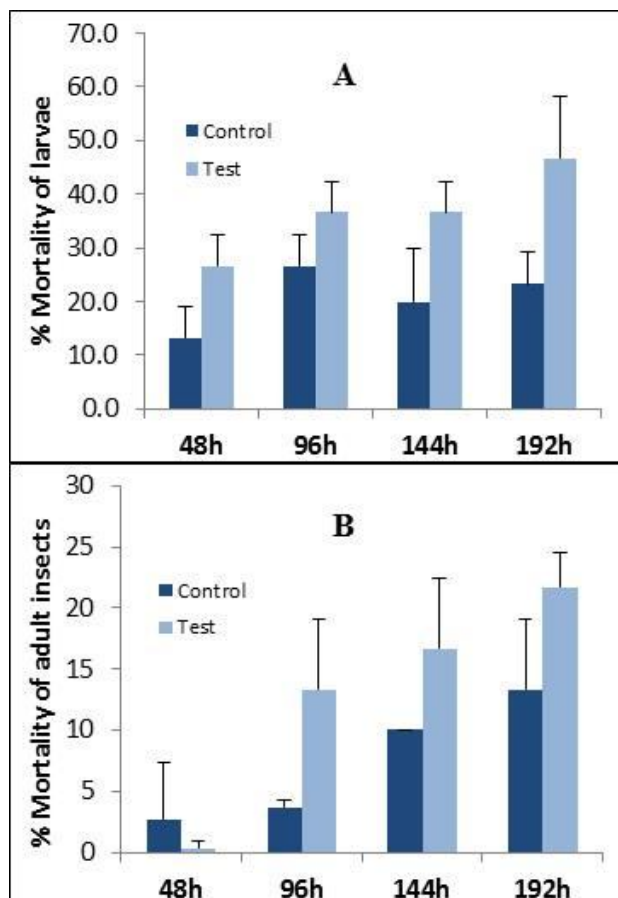 70.0
60.0
50.0
40.0
30.0
20.0
10.0
0.0
% Mortality of larvae
A
Control
Test
48h 96h 144h 192h
30
25
20
15
10
5
0
% Mortality of adult insects
B
Control
Test
48h 96h 144h 192h